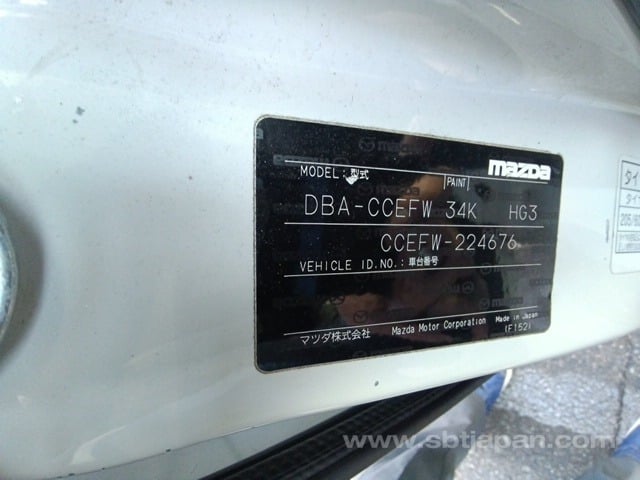 mazda
MODEL:型式
PAINT
DBA-CCEFW 34K HG3
CCEFW-224676
VEHICLE ID.NO.:車台番号
マツダ株式会社 Mazda Motor Corporation Made in Japan
(F152)
www.sbtjapan.com